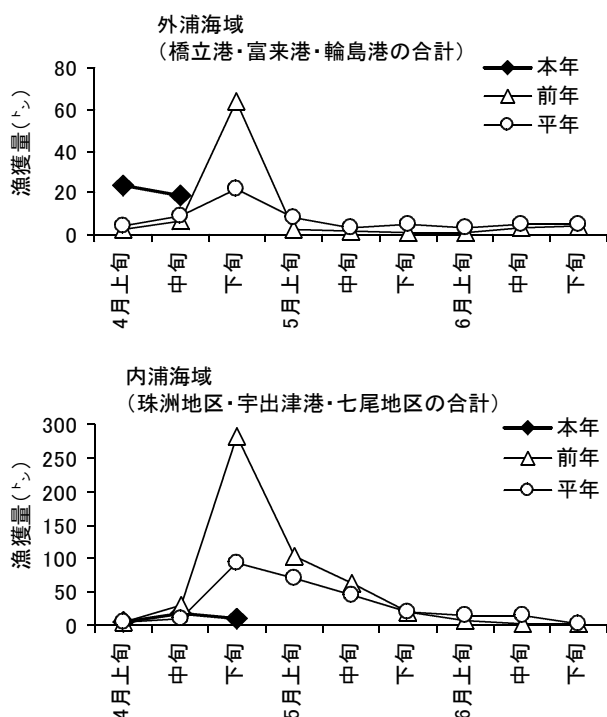 外浦海域
（橋立港・富来港・輪島港の合計）
本年
前年
平年
漁獲量(トン)
80
60
40
20
0
4月上旬
中旬
下旬
5月上旬
中旬
下旬
6月上旬
中旬
下旬
内浦海域
（珠洲地区・宇出津港・七尾地区の合計）
本年
前年
平年
漁獲量(トン)
300
250
200
150
100
50
0
4月上旬
中旬
下旬
5月上旬
中旬
下旬
6月上旬
中旬
下旬